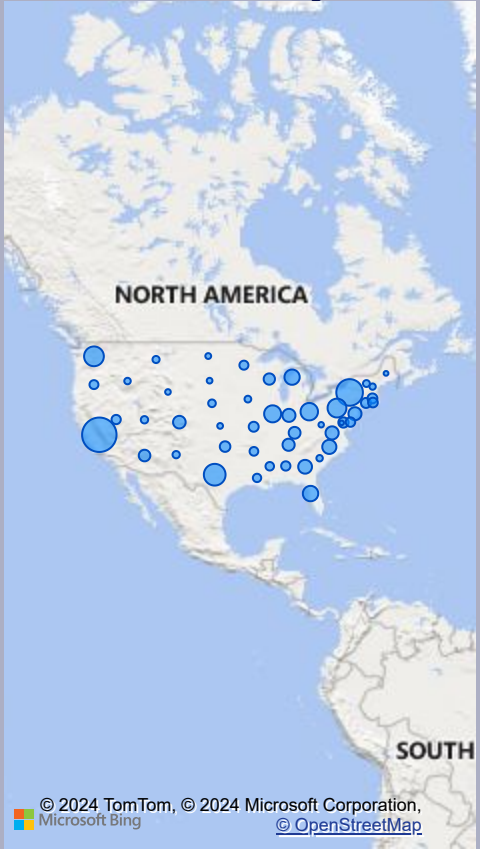 NORTH AMERICA
SOUTH
© 2024 TomTom, © 2024 Microsoft Corporation,
Microsoft Bing
© OpenStreetMap